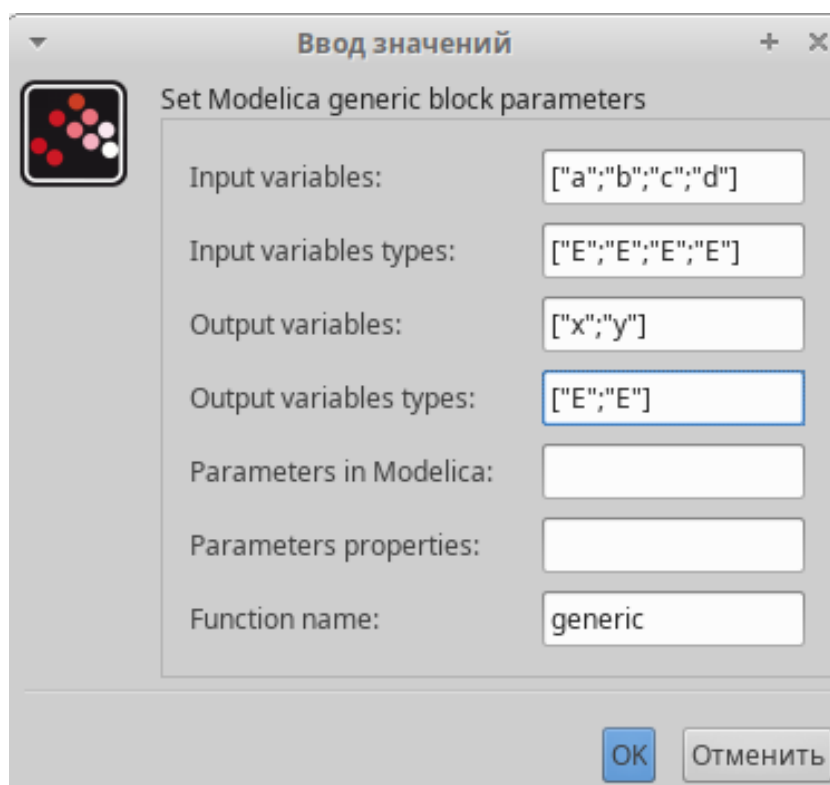 Ввод значений
Set Modelica generic block parameters
Input variables: ["a";"b";"c";"d"]
Input variables types: ["E";"E";"E";"E"]
Output variables: ["x";"y"]
Output variables types: ["E";"E"]
Parameters in Modelica:
Parameters properties:
Function name: generic
OK Отменить